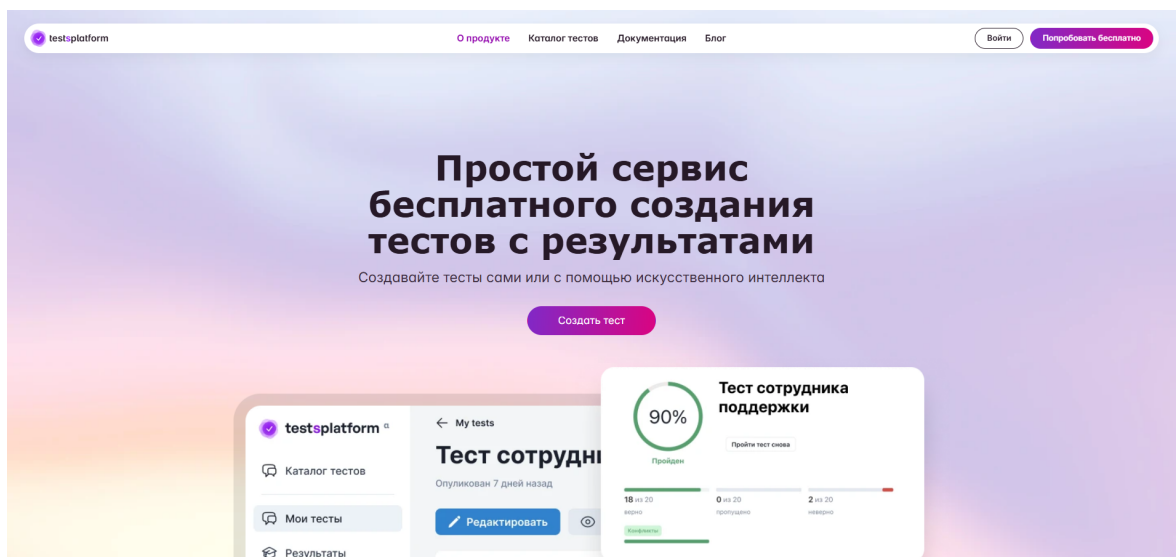 testsplatform
О продукте
Каталог тестов
Документация
Блог
Войти
Попробовать бесплатно
Простой сервис
бесплатного создания
тестов с результатами
Создавайте тесты сами или с помощью искусственного интеллекта
Создать тест
testsplatform α
Каталог тестов
Мои тесты
Результаты
← My tests
Тест сотрудн
Опуликован 7 дней назад
Редактировать
90%
Пройден
Тест сотрудника
поддержки
Пройти тест снова
18 из 20
верно
0 из 20
пропущено
2 из 20
неверно
Конфликты